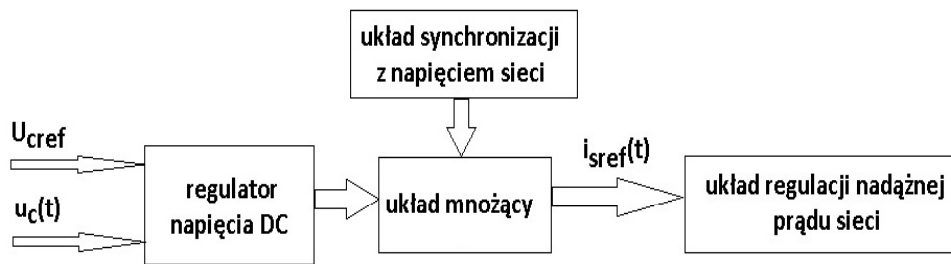 układ synchronizacji
z napięciem sieci
Ucref
uc(t)
regulator
napięcia DC
układ mnożący
isref(t)
układ regulacji nadążnej
prądu sieci